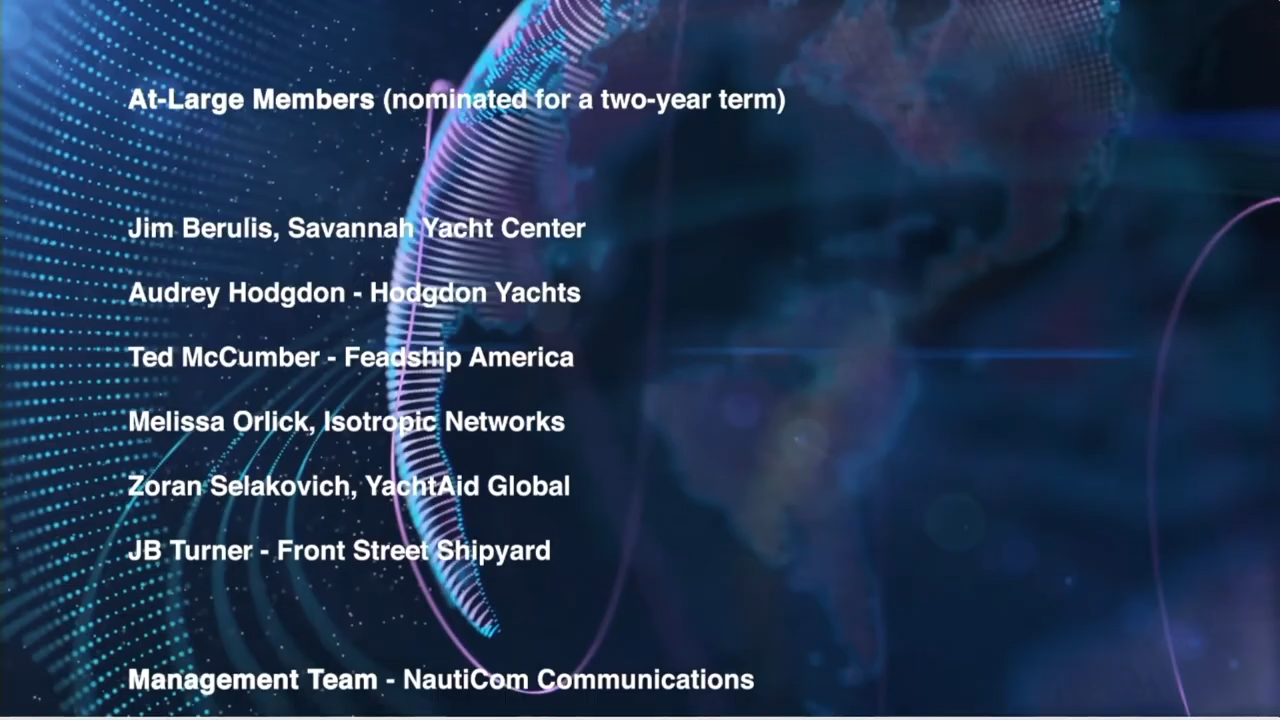 At-Large Members (nominated for a two-year term)
Jim Berulis, Savannah Yacht Center
Audrey Hodgdon - Hodgdon Yachts
Ted McCumber - Feadship America
Melissa Orlick, Isotropic Networks
Zoran Selakovich, YachtAid Global
JB Turner - Front Street Shipyard
Management Team - NautiCom Communications